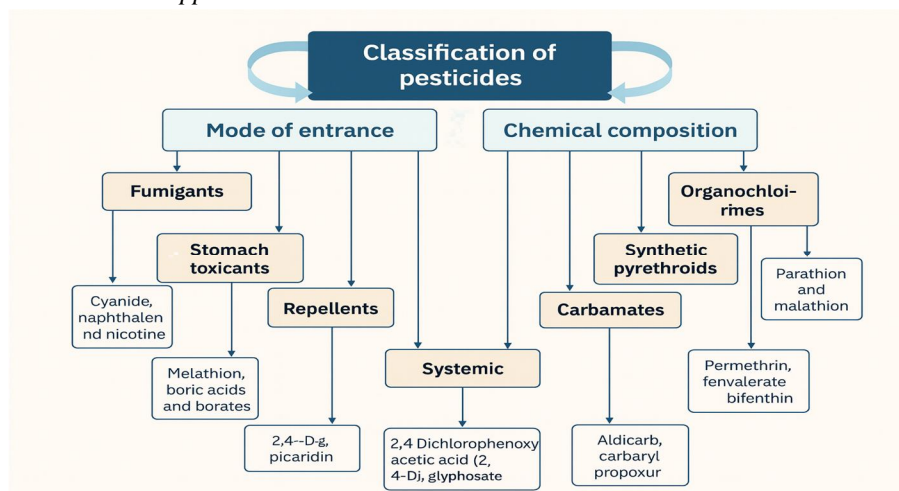 Classification of
pesticides
Mode of entrance
Chemical composition
Fumigants
Organochloi-
rimes
Stomach
toxicants
Synthetic
pyrethroids
Repellents
Carbamates
Systemic
Cyanide,
naphthalen
nd nicotine
Parathion
and
malathion
Melathion,
boric acids
and borates
Permethrin,
fenvalerate
bifenthin
2,4--D-g,
picaridin
2,4 Dichlorophenoxy
acetic acid (2,
4-Dj, glyphosate
Aldicarb,
carbaryl
propoxur